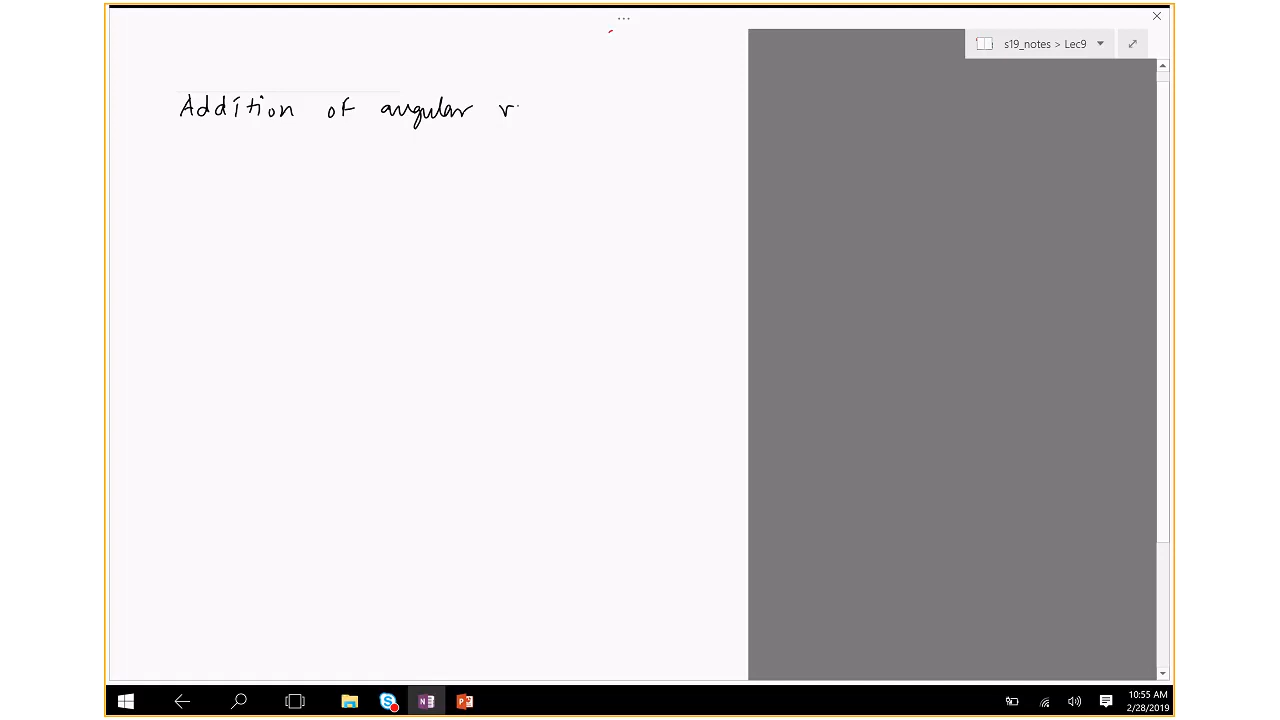 s19_notes > Lec9
Addition of angular v
10:55 AM
2/28/2019